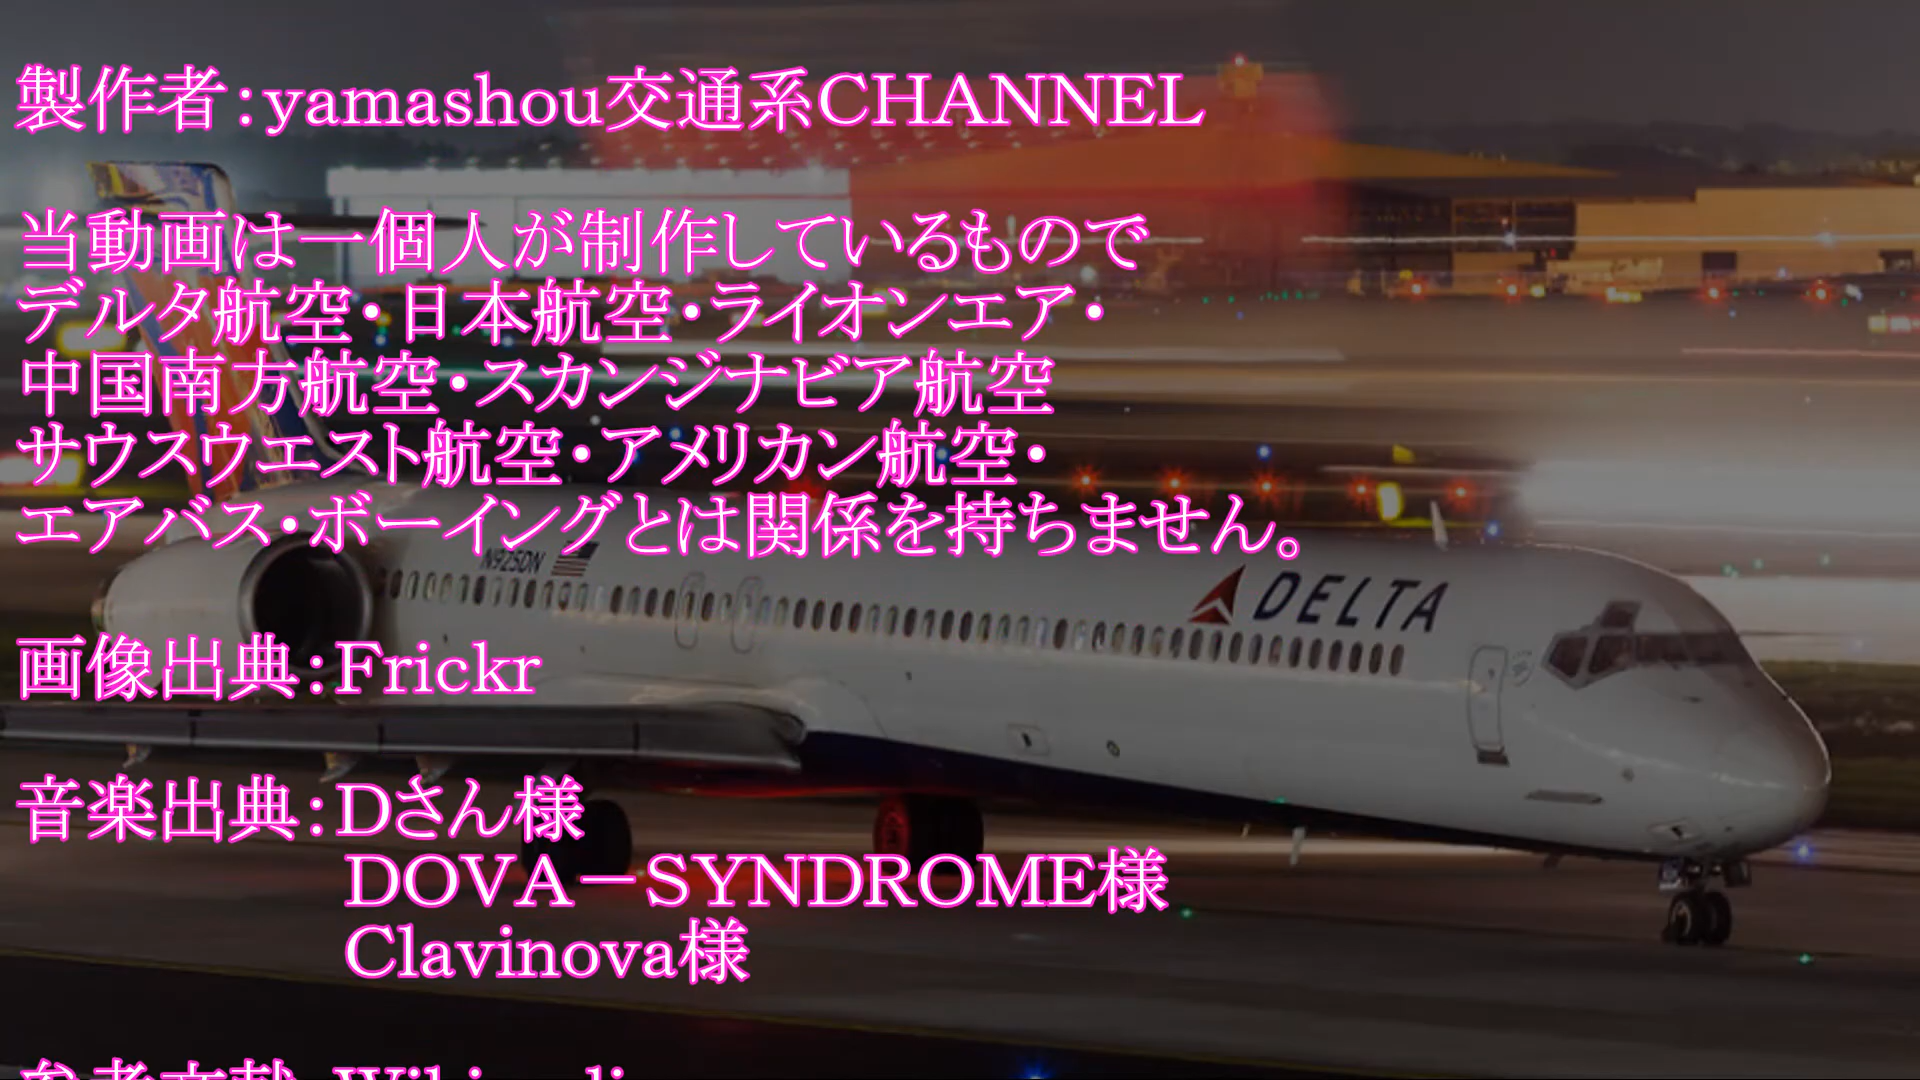 製作者：yamashou交通系CHANNEL
当動画は一個人が制作しているもので
デルタ航空・日本航空・ライオンエア・
中国南方航空・スカンジナビア航空
サウスウエスト航空・アメリカン航空・
エアバス・ボーイングとは関係を持ちません。
N925DN
DELTA
画像出典：Frickr
音楽出典：Dさん様
DOVA－SYNDROME様
Clavinova様